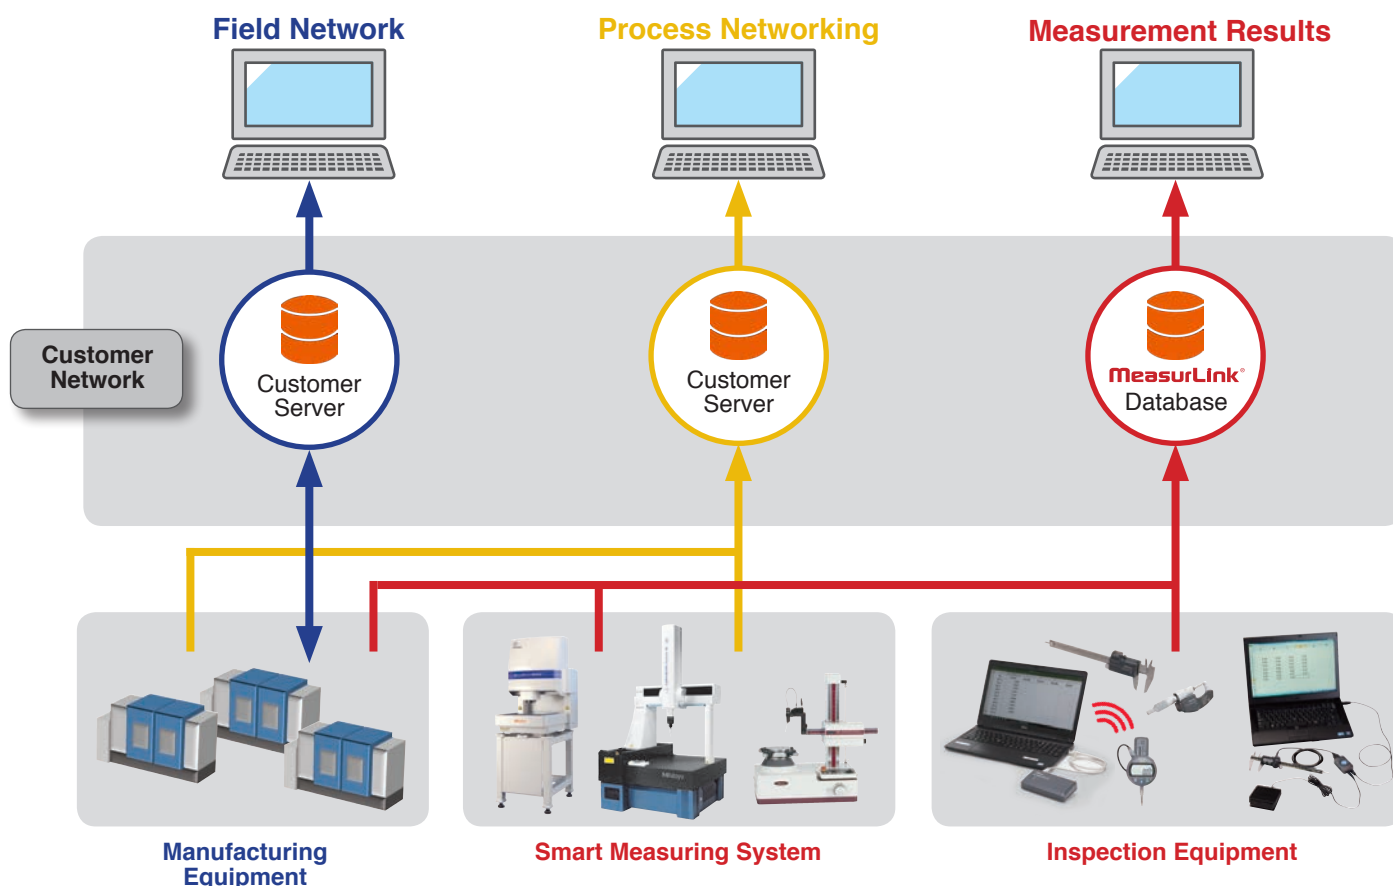 Field Network
Process Networking
Measurement Results
Customer
Network
Customer
Server
Customer
Server
MeasurLink®
Database
Manufacturing
Equipment
Smart Measuring System
Inspection Equipment